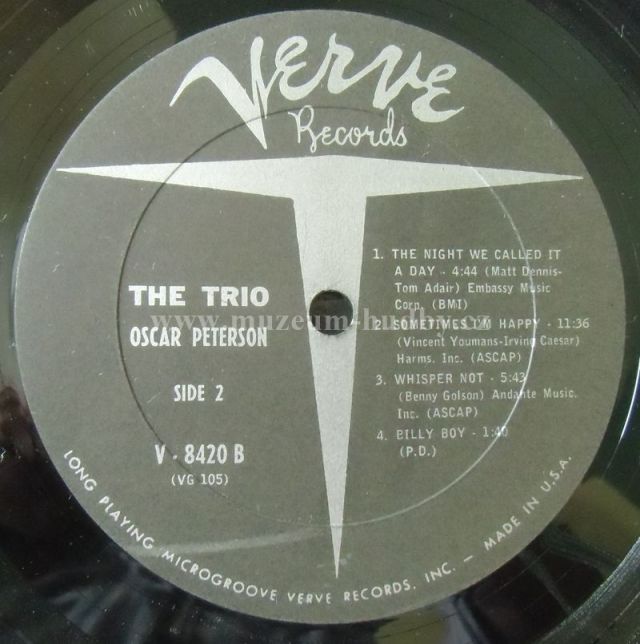 Verve
Records
THE TRIO
OSCAR PETERSON
SIDE 2
V - 8420 B
(VG 105)
1. THE NIGHT WE CALLED IT
A DAY - 4:44 (Matt Dennis-
Tom Adair) Embassy Music
Corp. (BMI)
2. SOMETIMES I'M HAPPY - 11:36
(Vincent Youmans-Irving Caesar)
Harms. Inc. (ASCAP)
3. WHISPER NOT - 5:43
(Benny Golson) Andante Music.
Inc. (ASCAP)
4. BILLY BOY - 1:40
(P.D.)
www.muzeum-hudby.cz
LONG PLAYING MICROGROOVE VERVE RECORDS, INC. — MADE IN U.S.A.